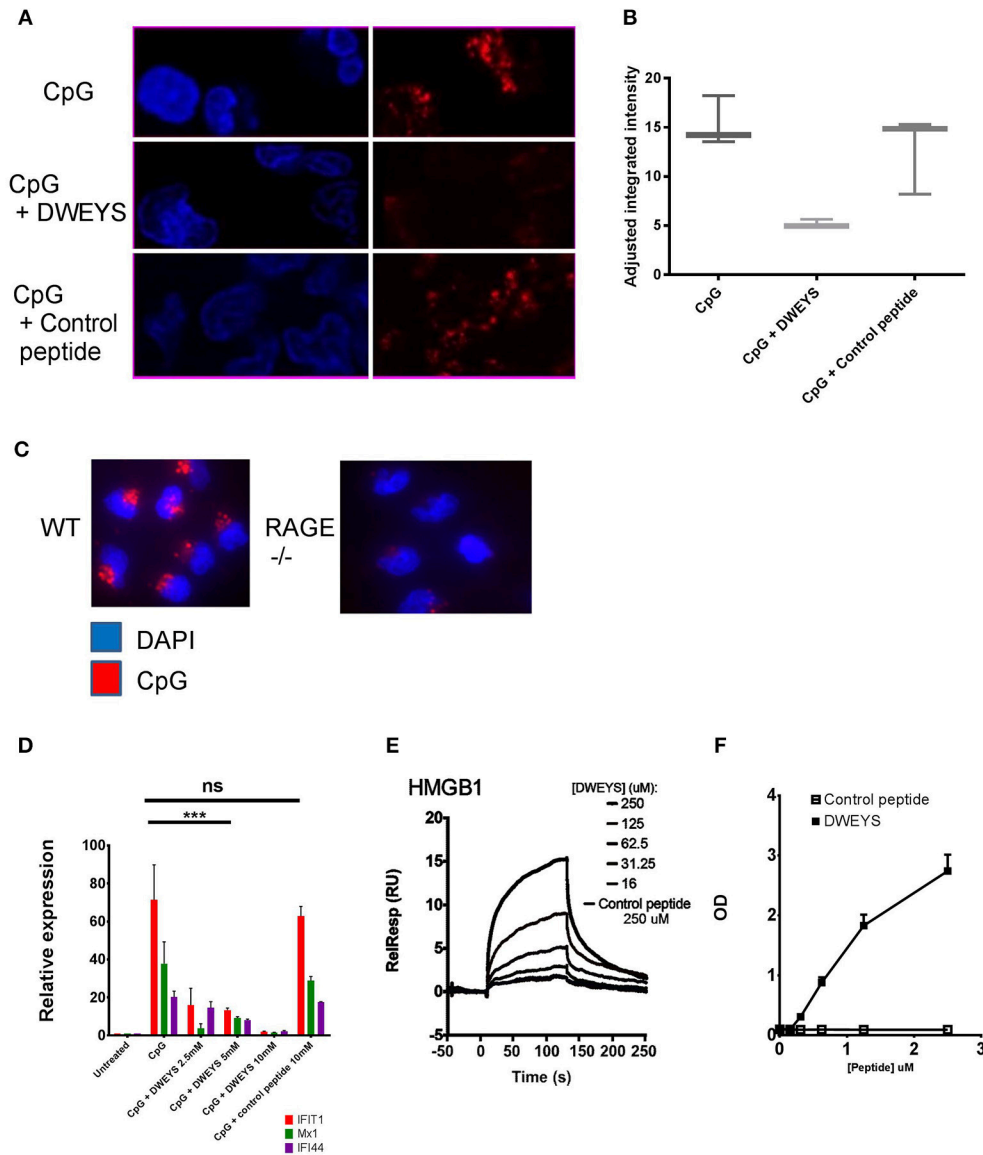 A
CpG
CpG
+ DWEYS
CpG
+ Control
peptide
B
Adjusted integrated intensity
20
15
10
5
0
CpG
CpG + DWEYS
CpG + Control peptide
C
WT
RAGE
-/-
DAPI
CpG
D
ns
***
Relative expression
100
80
60
40
20
0
Untreated
CpG
CpG + DWEYS 2.5mM
CpG + DWEYS 5mM
CpG + DWEYS 10mM
CpG + control peptide 10mM
IFIT1
Mx1
IFI44
E
HMGB1
[DWEYS] (uM):
250
125
62.5
31.25
16
Control peptide
250 uM
RelResp (RU)
20
15
10
5
0
-5
-50 0 50 100 150 200 250
Time (s)
F
Control peptide
DWEYS
OD
4
3
2
1
0
0 1 2 3
[Peptide] uM